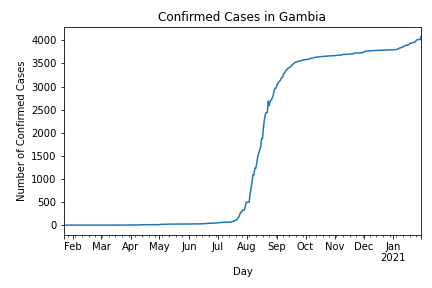 Confirmed Cases in Gambia
4000
3500
3000
2500
2000
1500
1000
500
0
Number of Confirmed Cases
Feb Mar Apr May Jun Jul Aug Sep Oct Nov Dec Jan
2021
Day